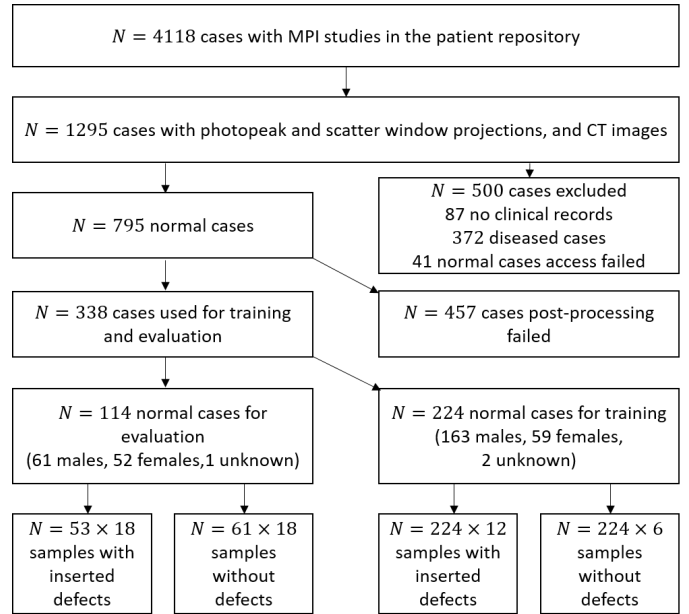 N = 4118 cases with MPI studies in the patient repository
N = 1295 cases with photopeak and scatter window projections, and CT images
N = 795 normal cases
N = 500 cases excluded
87 no clinical records
372 diseased cases
41 normal cases access failed
N = 338 cases used for training
and evaluation
N = 457 cases post-processing
failed
N = 114 normal cases for
evaluation
(61 males, 52 females,1 unknown)
N = 224 normal cases for training
(163 males, 59 females,
2 unknown)
N = 53 × 18
samples with
inserted
defects
N = 61 × 18
samples
without
defects
N = 224 × 12
samples with
inserted
defects
N = 224 × 6
samples
without
defects